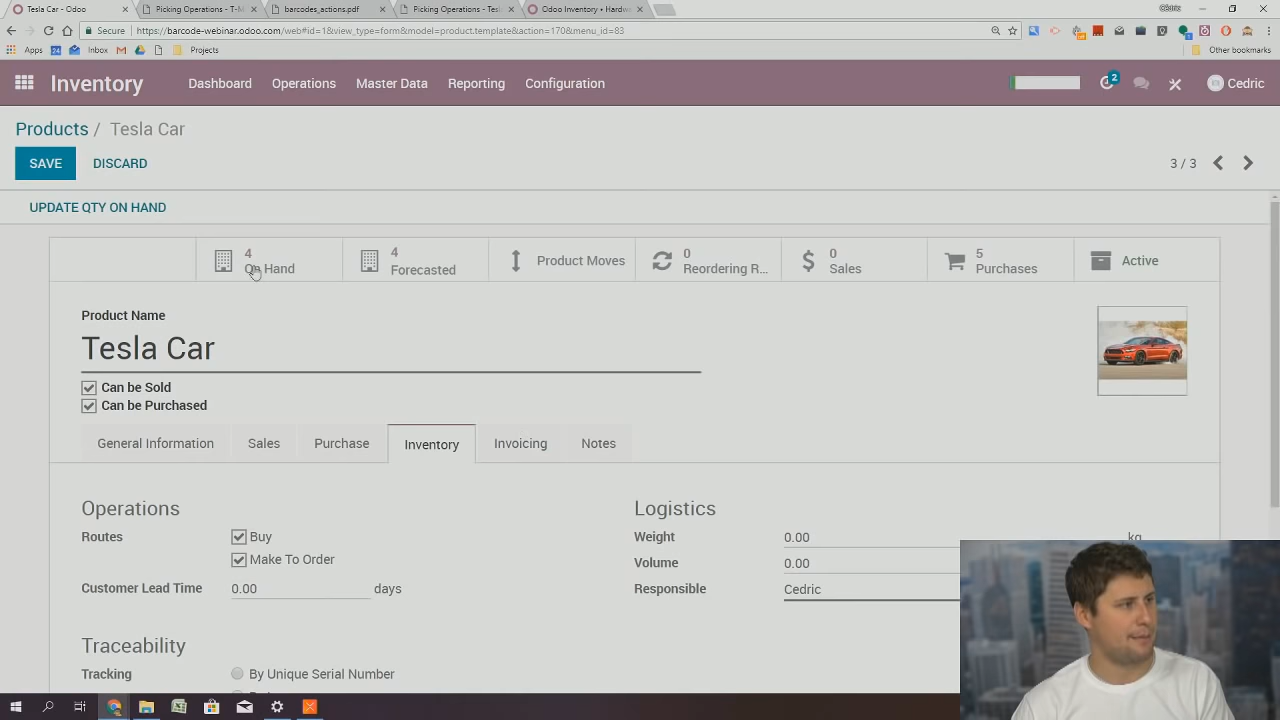 Tesla Car - Odoo
Picking Operations - T-M
barcodes_actions.pdf
Picking Operations - Tesl
Odoo Inventory • Hardw
Secure
https://barcode-webinar.odoo.com/web#id=1&view_type=form&model=product.template&action=170&menu_id=83
Apps
Inbox
Projects
Other bookmarks
Inventory
Dashboard
Operations
Master Data
Reporting
Configuration
2
Cedric
Products / Tesla Car
SAVE
DISCARD
3 / 3
UPDATE QTY ON HAND
4
On Hand
4
Forecasted
Product Moves
0
Reordering R...
0
Sales
5
Purchases
Active
Product Name
Tesla Car
Can be Sold
Can be Purchased
General Information
Sales
Purchase
Inventory
Invoicing
Notes
Operations
Routes
Buy
Make To Order
Customer Lead Time
0.00
days
Logistics
Weight
0.00
kg
Volume
0.00
Responsible
Cedric
Traceability
Tracking
By Unique Serial Number